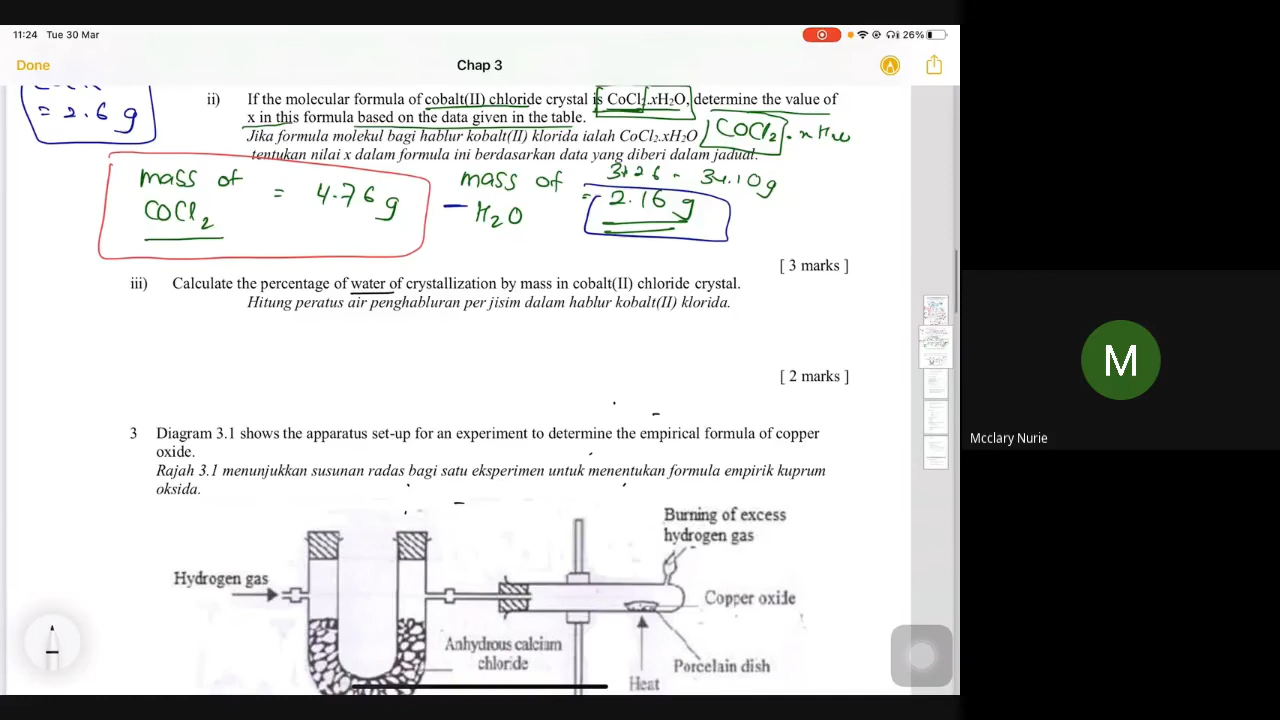 11:24 Tue 30 Mar
26%
Done
Chap 3
= 2.6 g
ii) If the molecular formula of cobalt(II) chloride crystal is CoCl2.xH2O, determine the value of
x in this formula based on the data given in the table.
Jika formula molekul bagi hablur kobalt(II) klorida ialah CoCl2.xH2O
tentukan nilai x dalam formula ini berdasarkan data yang diberi dalam jadual.
COCl2 . x H2O
mass of COCl2 = 4.76 g
mass of H2O = 2.16 g
- 34.10g
[ 3 marks ]
iii) Calculate the percentage of water of crystallization by mass in cobalt(II) chloride crystal.
Hitung peratus air penghabluran per jisim dalam hablur kobalt(II) klorida.
[ 2 marks ]
3 Diagram 3.1 shows the apparatus set-up for an experiment to determine the empirical formula of copper
oxide.
Rajah 3.1 menunjukkan susunan radas bagi satu eksperimen untuk menentukan formula empirik kuprum
oksida.
Burning of excess
hydrogen gas
Hydrogen gas
Copper oxide
Anhydrous calcium
chloride
Porcelain dish
Heat
M
Mcclary Nurie